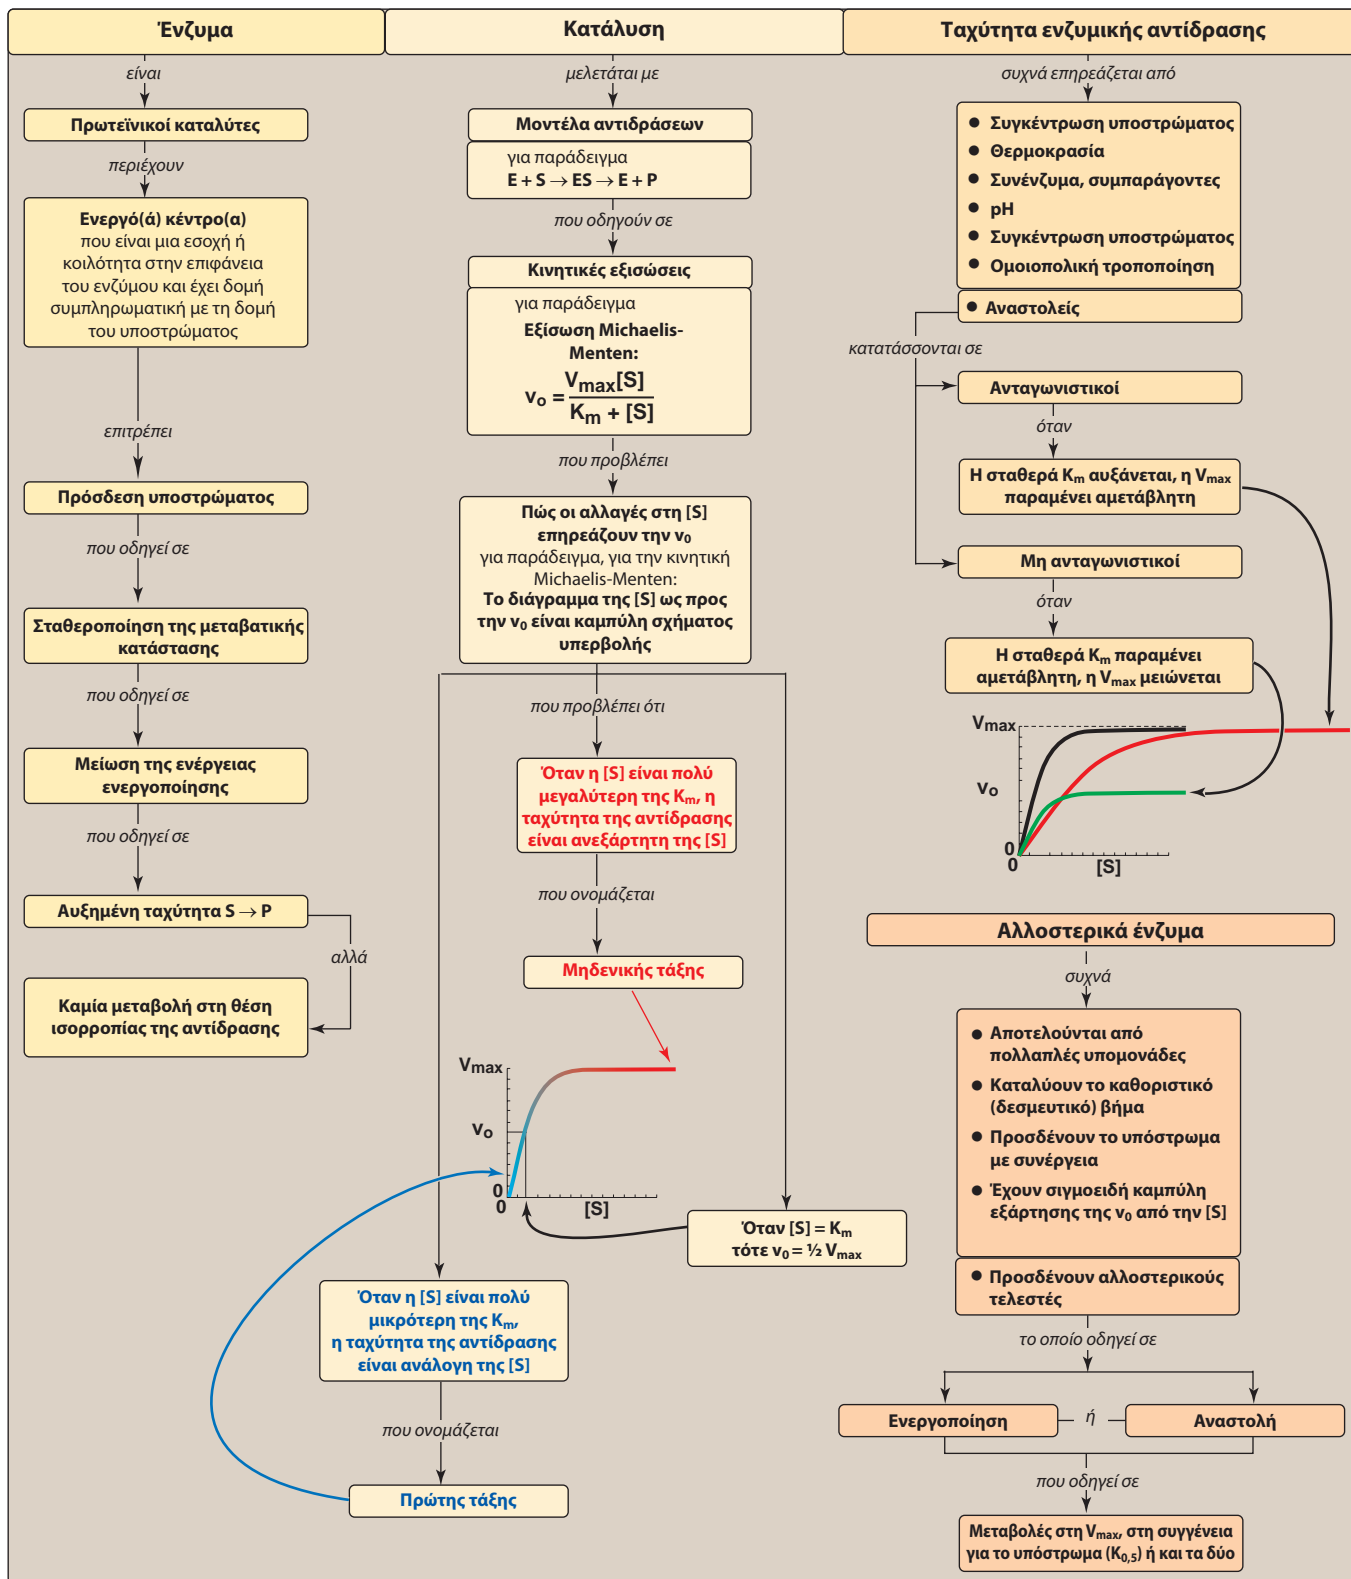 Ένζυμα
είναι
Πρωτεϊνικοί καταλύτες
περιέχουν
Ενεργό(ά) κέντρο(α)
που είναι μια εσοχή ή
κοιλότητα στην επιφάνεια
του ενζύμου και έχει δομή
συμπληρωματική με τη δομή
του υποστρώματος
επιτρέπει
Πρόσδεση υποστρώματος
που οδηγεί σε
Σταθεροποίηση της μεταβατικής
κατάστασης
που οδηγεί σε
Μείωση της ενέργειας
ενεργοποίησης
που οδηγεί σε
Αυξημένη ταχύτητα S → P
αλλά
Καμία μεταβολή στη θέση
ισορροπίας της αντίδρασης
Κατάλυση
μελετάται με
Μοντέλα αντιδράσεων
για παράδειγμα
E + S → ES → E + P
που οδηγούν σε
Κινητικές εξισώσεις
για παράδειγμα
Εξίσωση Michaelis-
Menten:
v₀ = Vmax[S] / Km + [S]
που προβλέπει
Πώς οι αλλαγές στη [S]
επηρεάζουν την v₀
για παράδειγμα, για την κινητική
Michaelis-Menten:
Το διάγραμμα της [S] ως προς
την v₀ είναι καμπύλη σχήματος
υπερβολής
που προβλέπει ότι
Όταν η [S] είναι πολύ
μεγαλύτερη της Km, η
ταχύτητα της αντίδρασης
είναι ανεξάρτητη της [S]
που ονομάζεται
Μηδενικής τάξης
Vmax
v₀
0
0
[S]
Όταν [S] = Km
τότε v₀ = ½ Vmax
Όταν η [S] είναι πολύ
μικρότερη της Km,
η ταχύτητα της αντίδρασης
είναι ανάλογη της [S]
που ονομάζεται
Πρώτης τάξης
Ταχύτητα ενζυμικής αντίδρασης
συχνά επηρεάζεται από
● Συγκέντρωση υποστρώματος
● Θερμοκρασία
● Συνένζυμα, συμπαράγοντες
● pH
● Συγκέντρωση υποστρώματος
● Ομοιοπολική τροποποίηση
● Αναστολείς
κατατάσσονται σε
Ανταγωνιστικοί
όταν
Η σταθερά Km αυξάνεται, η Vmax
παραμένει αμετάβλητη
Μη ανταγωνιστικοί
όταν
Η σταθερά Km παραμένει
αμετάβλητη, η Vmax μειώνεται
Vmax
v₀
0
0
[S]
Αλλοστερικά ένζυμα
συχνά
● Αποτελούνται από
πολλαπλές υπομονάδες
● Καταλύουν το καθοριστικό
(δεσμευτικό) βήμα
● Προσδένουν το υπόστρωμα
με συνέργεια
● Έχουν σιγμοειδή καμπύλη
εξάρτησης της v₀ από την [S]
● Προσδένουν αλλοστερικούς
τελεστές
το οποίο οδηγεί σε
Ενεργοποίηση ή Αναστολή
που οδηγεί σε
Μεταβολές στη Vmax, στη συγγένεια
για το υπόστρωμα (K0,5) ή και τα δύο